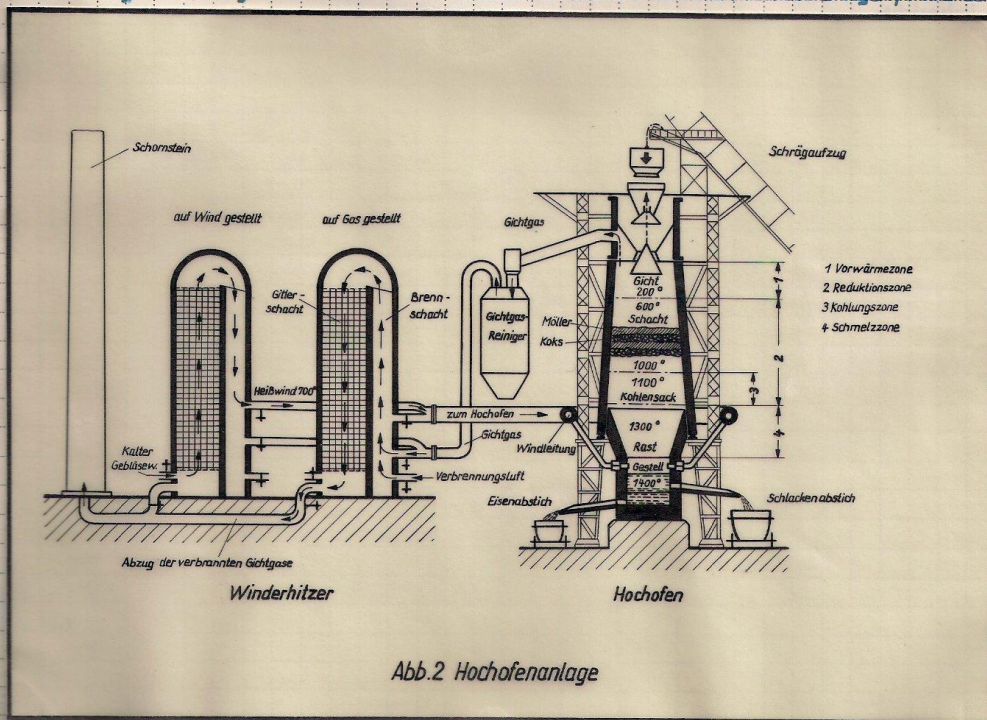 Schornstein
auf Wind gestellt
auf Gas gestellt
Gitter-
schacht
Brenn-
schacht
Heißwind 700°
Kalter
Gebläsew.
Abzug der verbrannten Gichtgase
Winderhitzer
Gichtgas
Gichtgas-
Reiniger
zum Hochofen
Gichtgas
Verbrennungsluft
Windleitung
Eisenabstich
Schlackenabstich
Schrägaufzug
Gicht
200°
600°
Schacht
Möller
Koks
1000°
1100°
Kohlensack
1300°
Rast
Gestell
1400°
1
2
3
4
1 Vorwärmezone
2 Reduktionszone
3 Kohlungszone
4 Schmelzzone
Hochofen
Abb.2 Hochofenanlage